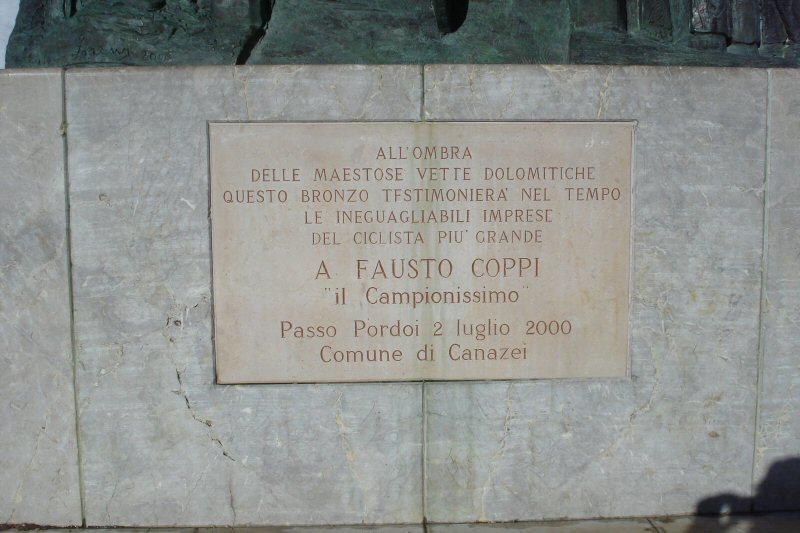 ALL'OMBRA
DELLE MAESTOSE VETTE DOLOMITICHE
QUESTO BRONZO TESTIMONIERA' NEL TEMPO
LE INEGUAGLIABILI IMPRESE
DEL CICLISTA PIU' GRANDE
A FAUSTO COPPI
"il Campionissimo"
Passo Pordoi 2 luglio 2000
Comune di Canazei